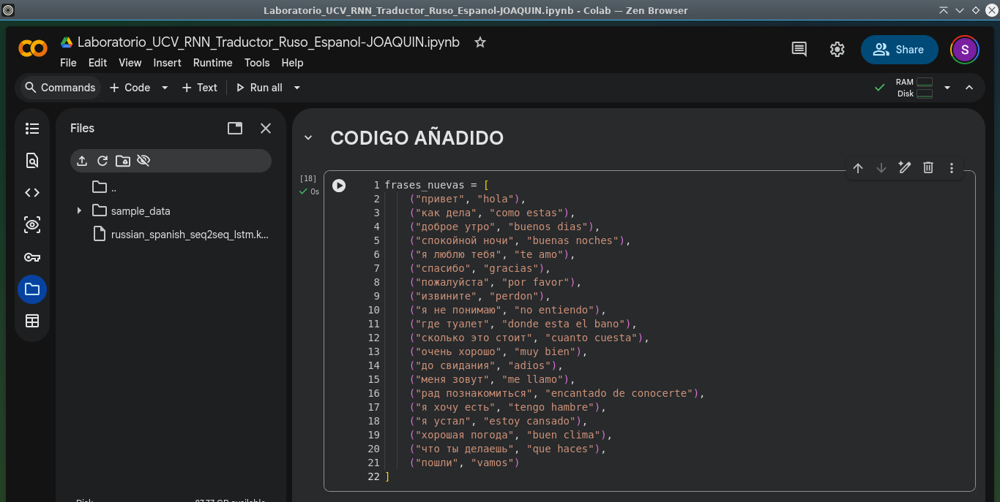 Laboratorio_UCV_RNN_Traductor_Ruso_Espanol-JOAQUIN.ipynb - Colab — Zen Browser
Laboratorio_UCV_RNN_Traductor_Ruso_Espanol-JOAQUIN.ipynb
File Edit View Insert Runtime Tools Help
Share
S
Commands + Code + Text Run all
RAM
Disk
Files
..
sample_data
russian_spanish_seq2seq_lstm.k...
CODIGO AÑADIDO
[18]
0s
1 frases_nuevas = [
2 ("привет", "hola"),
3 ("как дела", "como estas"),
4 ("доброе утро", "buenos dias"),
5 ("спокойной ночи", "buenas noches"),
6 ("я люблю тебя", "te amo"),
7 ("спасибо", "gracias"),
8 ("пожалуйста", "por favor"),
9 ("извините", "perdon"),
10 ("я не понимаю", "no entiendo"),
11 ("где туалет", "donde esta el bano"),
12 ("сколько это стоит", "cuanto cuesta"),
13 ("очень хорошо", "muy bien"),
14 ("до свидания", "adios"),
15 ("меня зовут", "me llamo"),
16 ("рад познакомиться", "encantado de conocerte"),
17 ("я хочу есть", "tengo hambre"),
18 ("я устал", "estoy cansado"),
19 ("хорошая погода", "buen clima"),
20 ("что ты делаешь", "que haces"),
21 ("пошли", "vamos")
22 ]